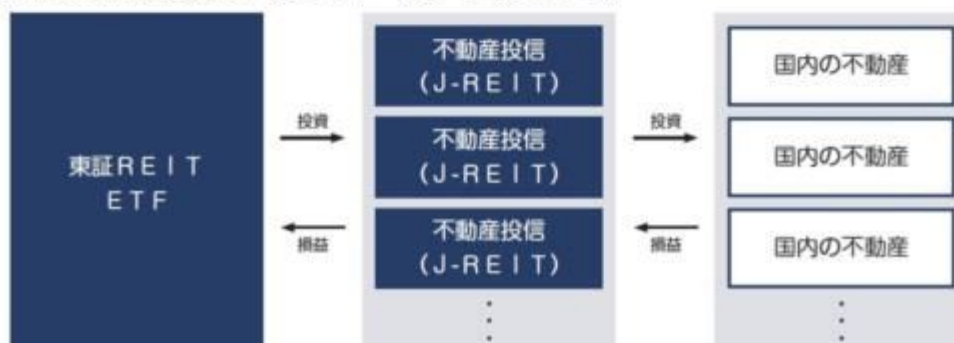 東証ＲＥＩＴ
ＥＴＦ
投資
損益
不動産投信
（Ｊ-ＲＥＩＴ）
不動産投信
（Ｊ-ＲＥＩＴ）
不動産投信
（Ｊ-ＲＥＩＴ）
投資
損益
国内の不動産
国内の不動産
国内の不動産